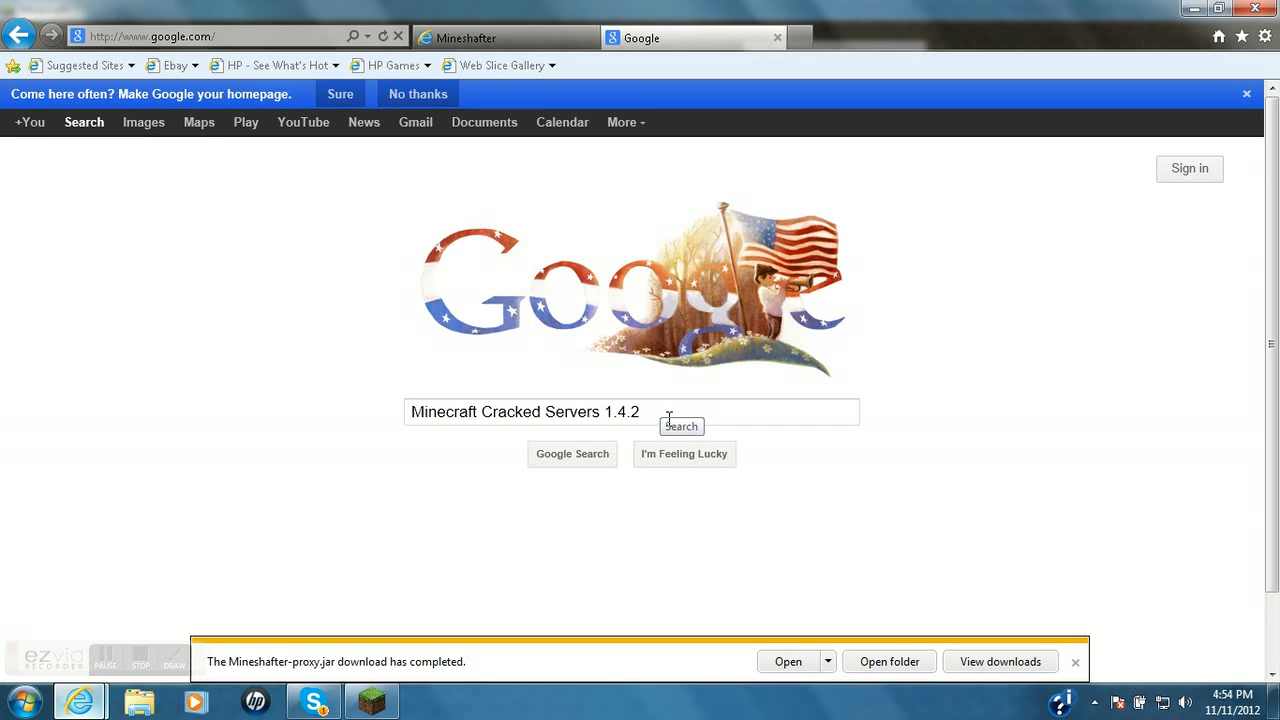 http://www.google.com/
Mineshafter
Google
Suggested Sites
Ebay
HP - See What's Hot
HP Games
Web Slice Gallery
Come here often? Make Google your homepage.
Sure
No thanks
+You Search Images Maps Play YouTube News Gmail Documents Calendar More
Sign in
Google
Minecraft Cracked Servers 1.4.2
Search
Google Search
I'm Feeling Lucky
ezvid
RECORDER
PAUSE
STOP
DRAW
The Mineshafter-proxy.jar download has completed.
Open
Open folder
View downloads
4:54 PM
11/11/2012